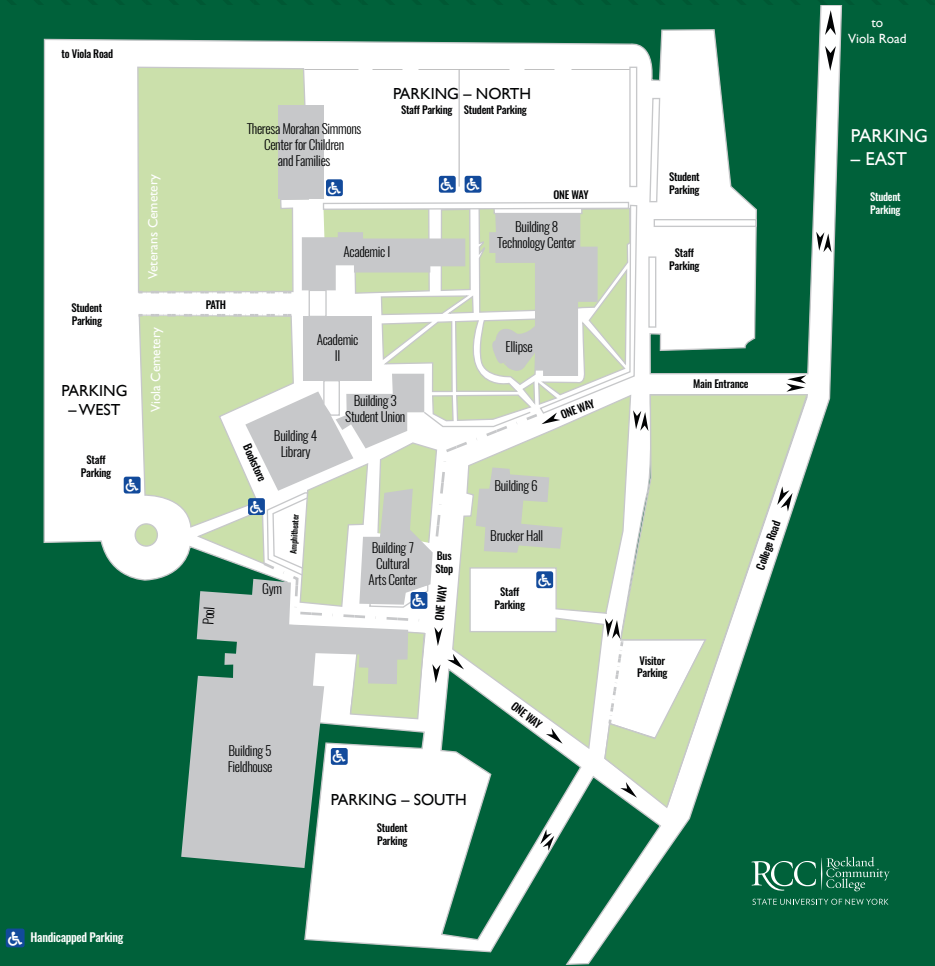 to
Viola Road
to Viola Road
PARKING – NORTH
Staff Parking
Student Parking
PARKING
– EAST
Student
Parking
Theresa Morahan Simmons
Center for Children
and Families
Veterans Cemetery
ONE WAY
Student
Parking
Building 8
Technology Center
Academic I
Staff
Parking
PATH
Student
Parking
Academic
II
Ellipse
Viola Cemetery
Main Entrance
PARKING
– WEST
Building 3
Student Union
ONE WAY
Building 4
Library
Bookstore
Staff
Parking
Building 6
Amphitheater
Brucker Hall
College Road
Building 7
Cultural
Arts Center
Bus
Stop
ONE WAY
Staff
Parking
Gym
Pool
Visitor
Parking
ONE WAY
Building 5
Fieldhouse
PARKING – SOUTH
Student
Parking
RCC
Rockland
Community
College
STATE UNIVERSITY OF NEW YORK
Handicapped Parking